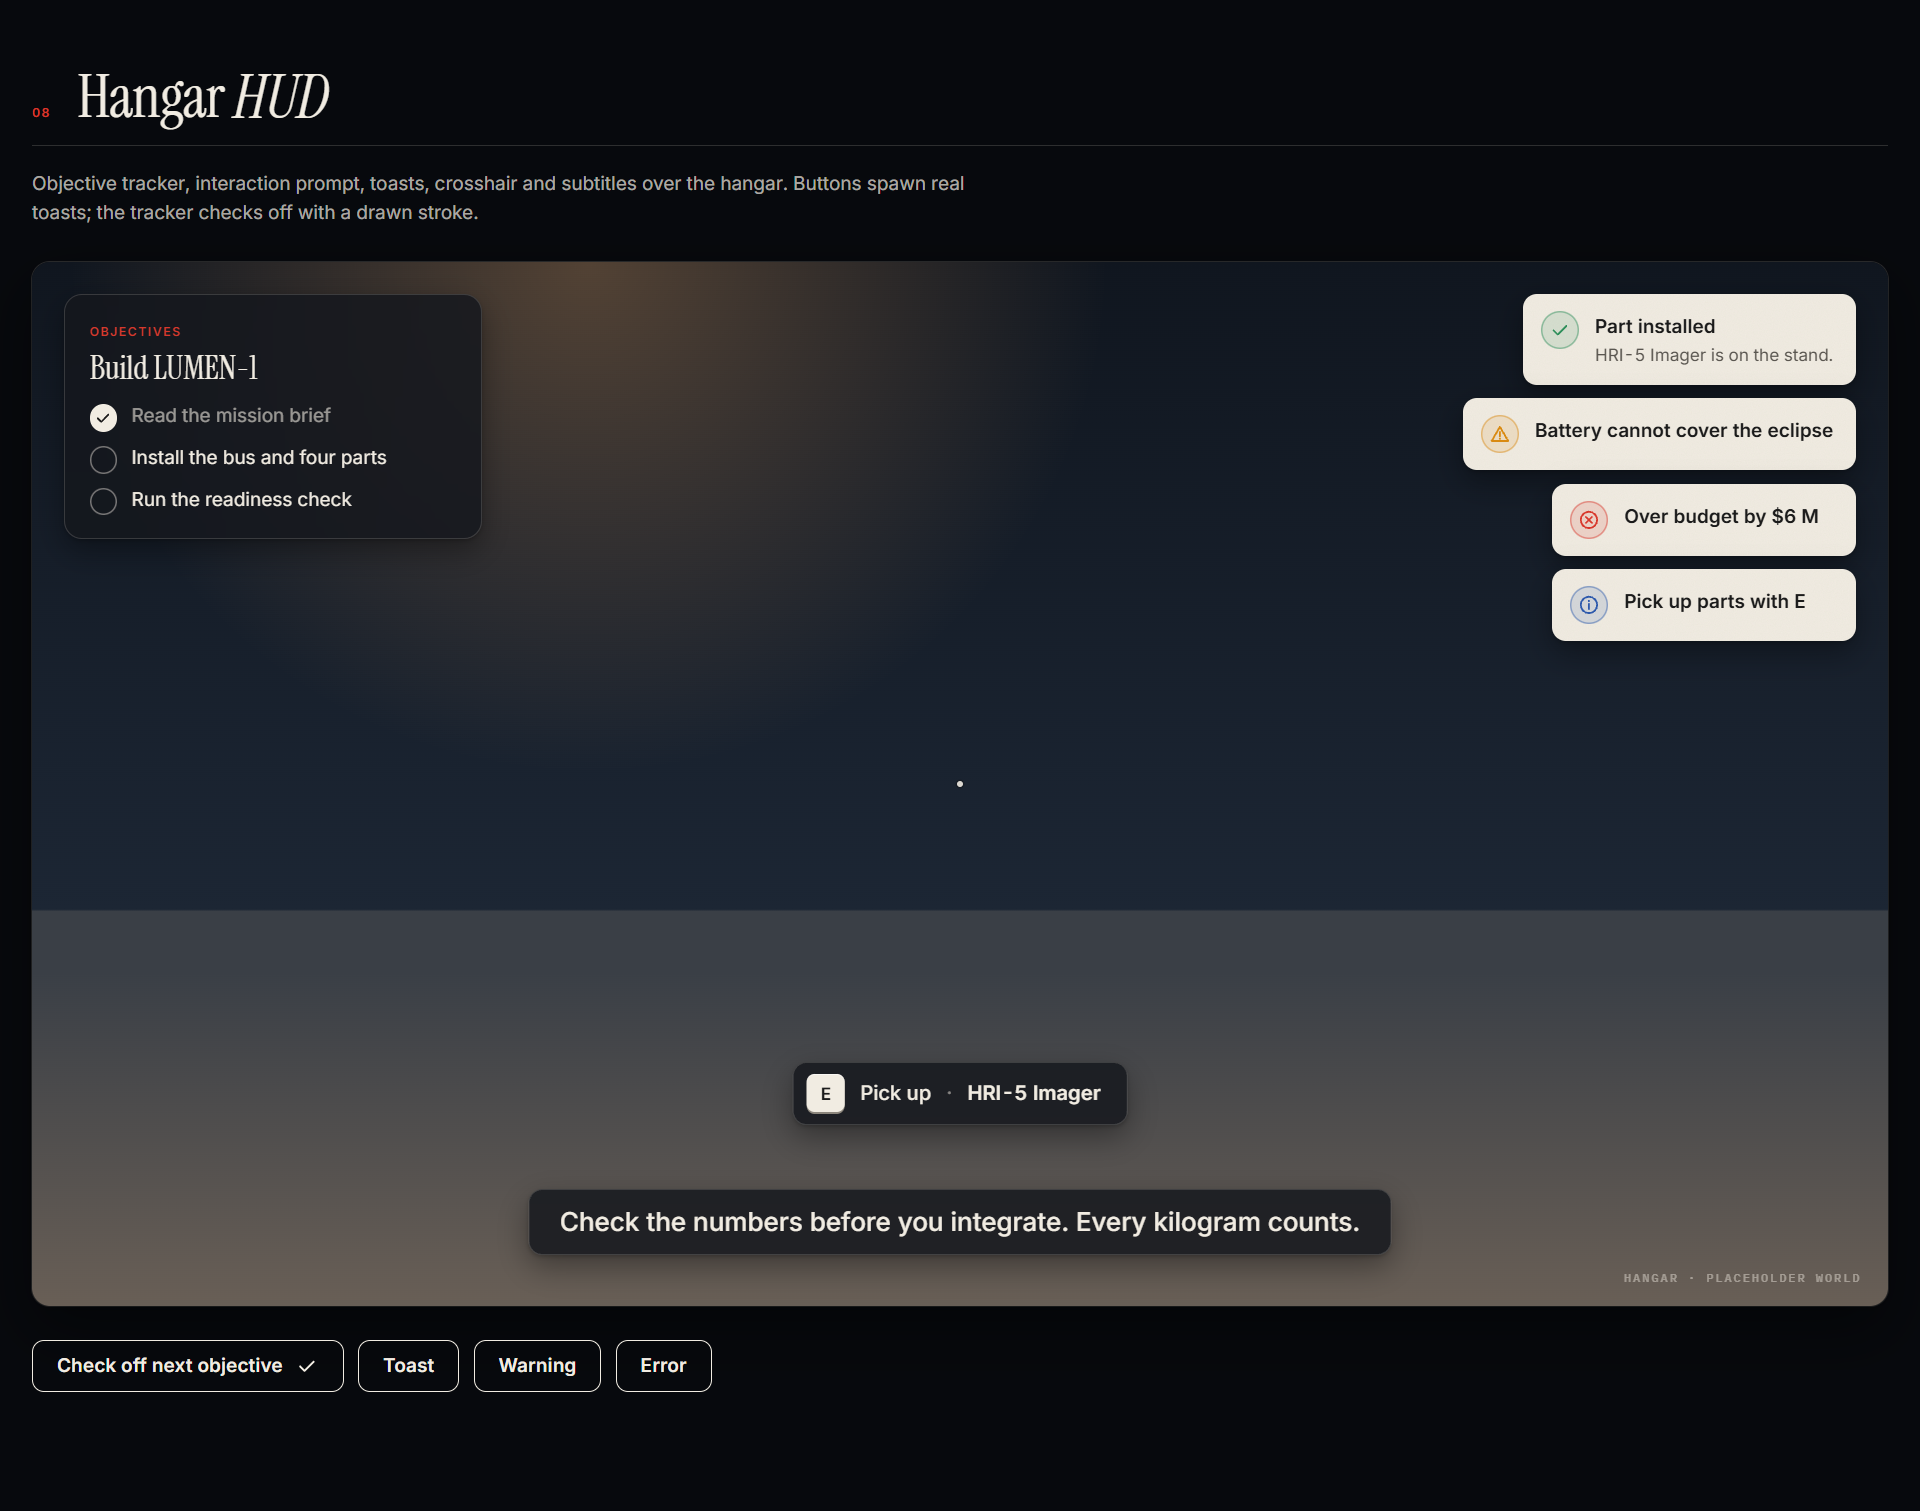 08
Hangar HUD
Objective tracker, interaction prompt, toasts, crosshair and subtitles over the hangar. Buttons spawn real
toasts; the tracker checks off with a drawn stroke.
OBJECTIVES
Build LUMEN-1
Read the mission brief
Install the bus and four parts
Run the readiness check
Part installed
HRI-5 Imager is on the stand.
Battery cannot cover the eclipse
Over budget by $6 M
Pick up parts with E
E Pick up · HRI-5 Imager
Check the numbers before you integrate. Every kilogram counts.
HANGAR · PLACEHOLDER WORLD
Check off next objective
Toast
Warning
Error